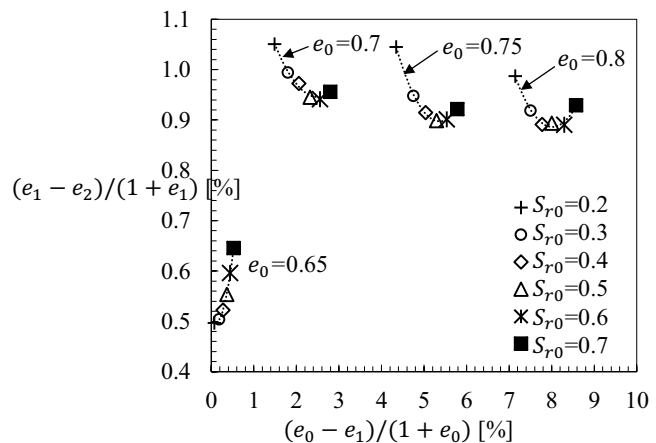 1.1
1.0
0.9
0.8
0.7
0.6
0.5
0.4
(e₁ − e₂)/(1 + e₁) [%]
e₀=0.7
e₀=0.75
e₀=0.8
e₀=0.65
Sᵣ₀=0.2
Sᵣ₀=0.3
Sᵣ₀=0.4
Sᵣ₀=0.5
Sᵣ₀=0.6
Sᵣ₀=0.7
0 1 2 3 4 5 6 7 8 9 10
(e₀ − e₁)/(1 + e₀) [%]